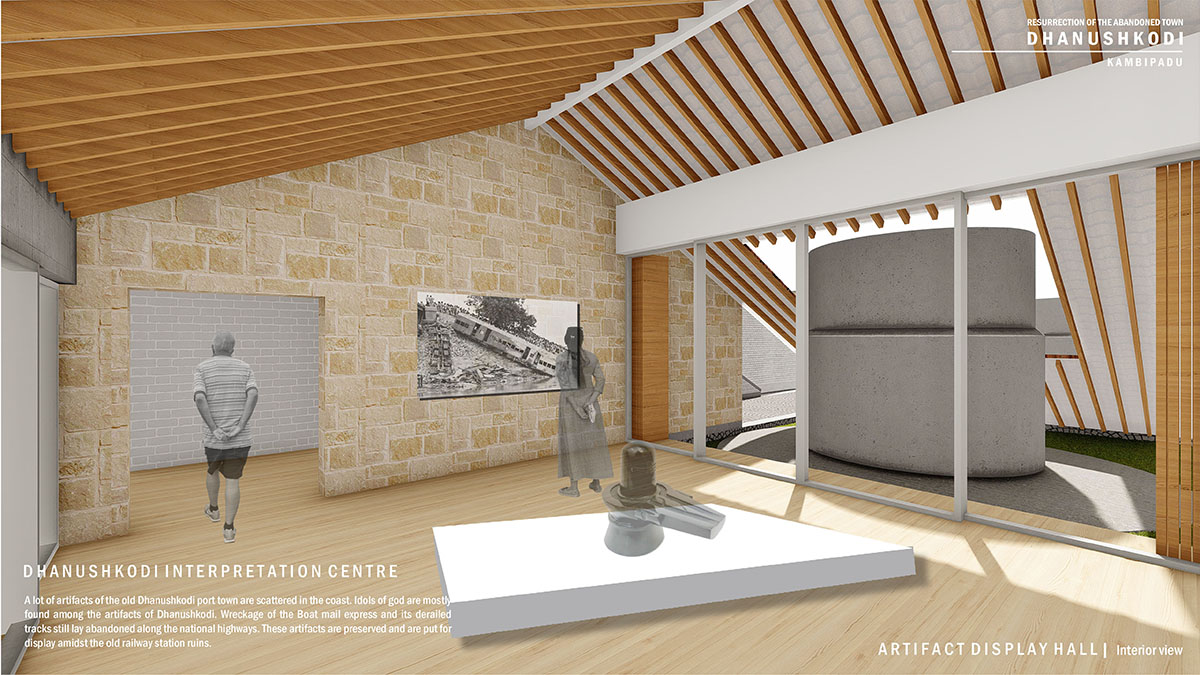 RESURRECTION OF THE ABANDONED TOWN
DHANUSHKODI
KAMBIPADU
DHANUSHKODI INTERPRETATION CENTRE
A lot of artifacts of the old Dhanushkodi port town are scattered in the coast. Idols of god are mostly
found among the artifacts of Dhanushkodi. Wreckage of the Boat mail express and its derailed
tracks still lay abandoned along the national highways. These artifacts are preserved and are put for
display amidst the old railway station ruins.
ARTIFACT DISPLAY HALL | Interior view